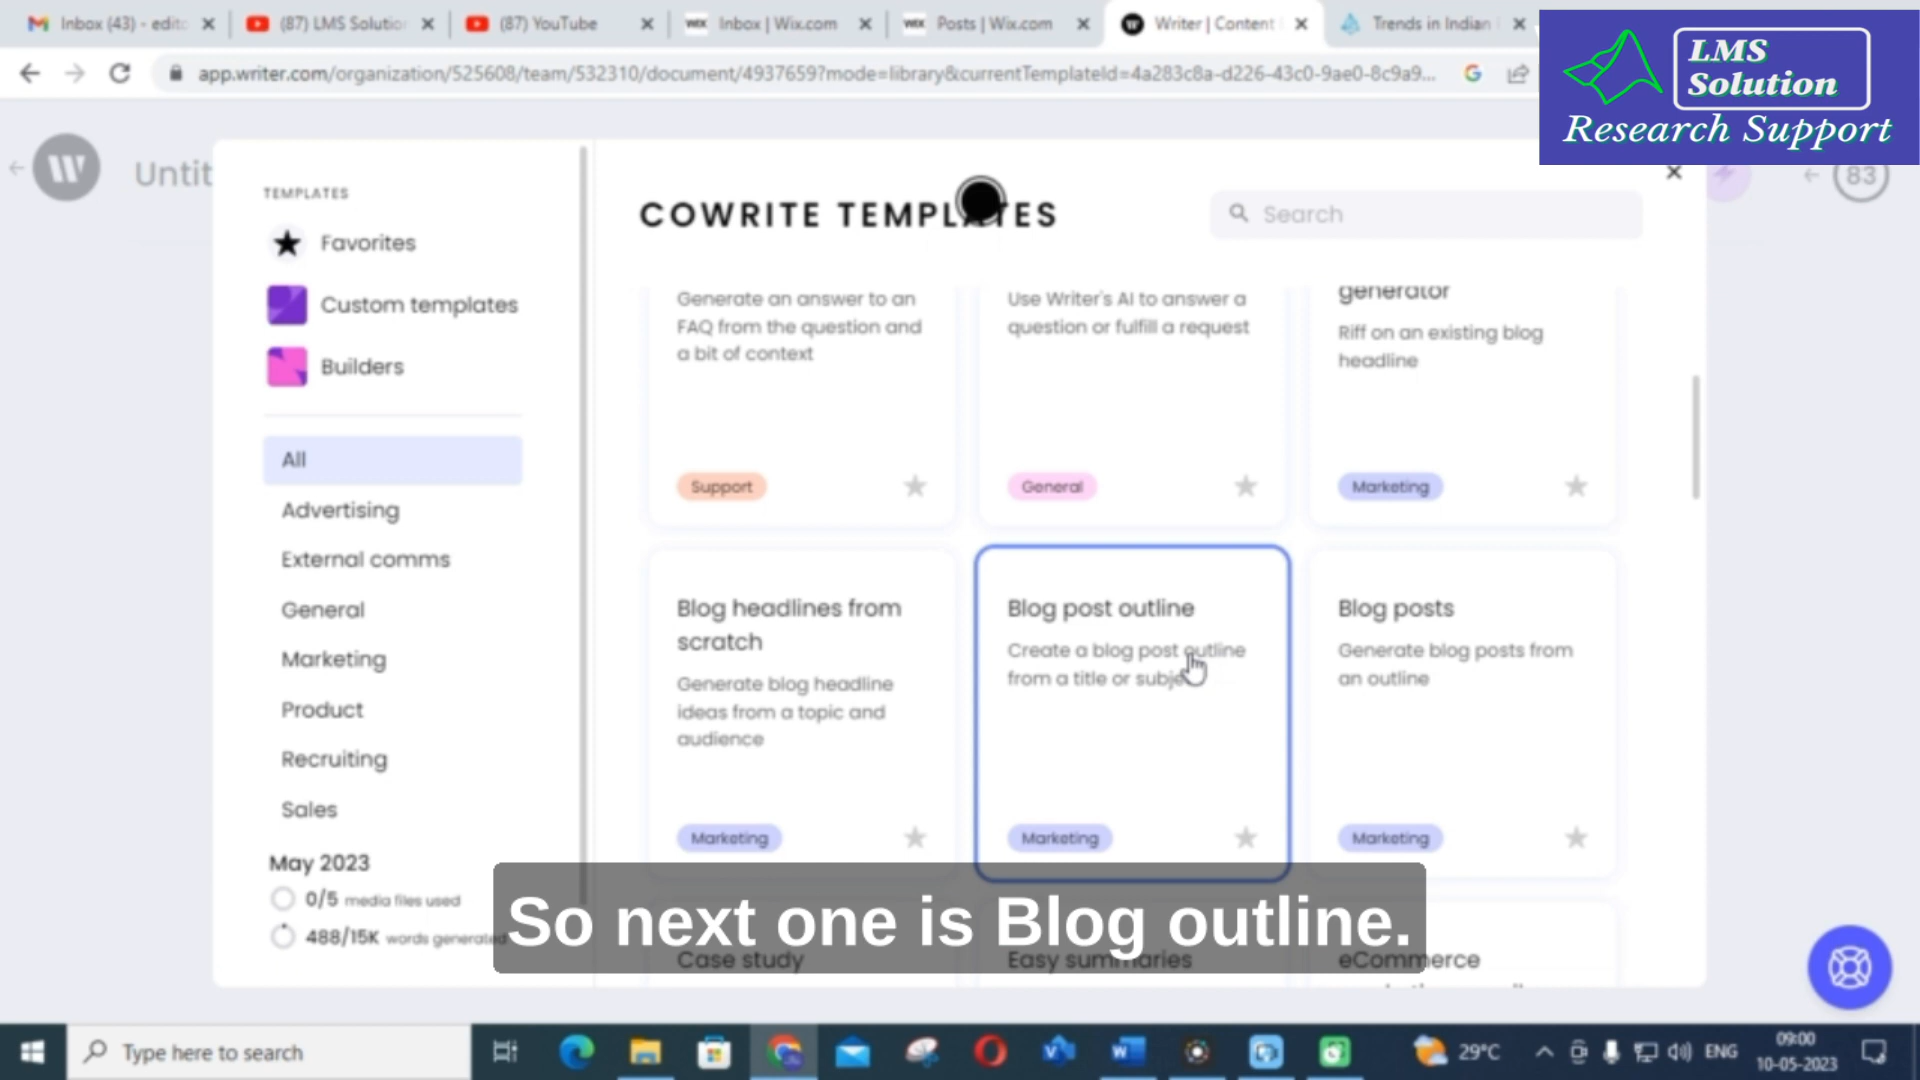 Inbox (43) - edito
(87) LMS Solutio
(87) YouTube
WIX Inbox | Wix.com
WIX Posts | Wix.com
Writer | Content
Trends in Indian
app.writer.com/organization/525608/team/532310/document/4937659?mode=library&currentTemplateId=4a283c8a-d226-43c0-9ae0-8c9a9...
LMS
Solution
Research Support
Untit
83
TEMPLATES
Favorites
Custom templates
Builders
All
Advertising
External comms
General
Marketing
Product
Recruiting
Sales
May 2023
0/5 media files used
488/15K words generated
COWRITE TEMPLATES
Search
Generate an answer to an
FAQ from the question and
a bit of context
Support
Use Writer's AI to answer a
question or fulfill a request
General
generator
Riff on an existing blog
headline
Marketing
Blog headlines from
scratch
Generate blog headline
ideas from a topic and
audience
Marketing
Blog post outline
Create a blog post outline
from a title or subje
Marketing
Blog posts
Generate blog posts from
an outline
Marketing
So next one is Blog outline.
Case study
Easy summaries
eCommerce
Type here to search
29°C
ENG
09:00
10-05-2023